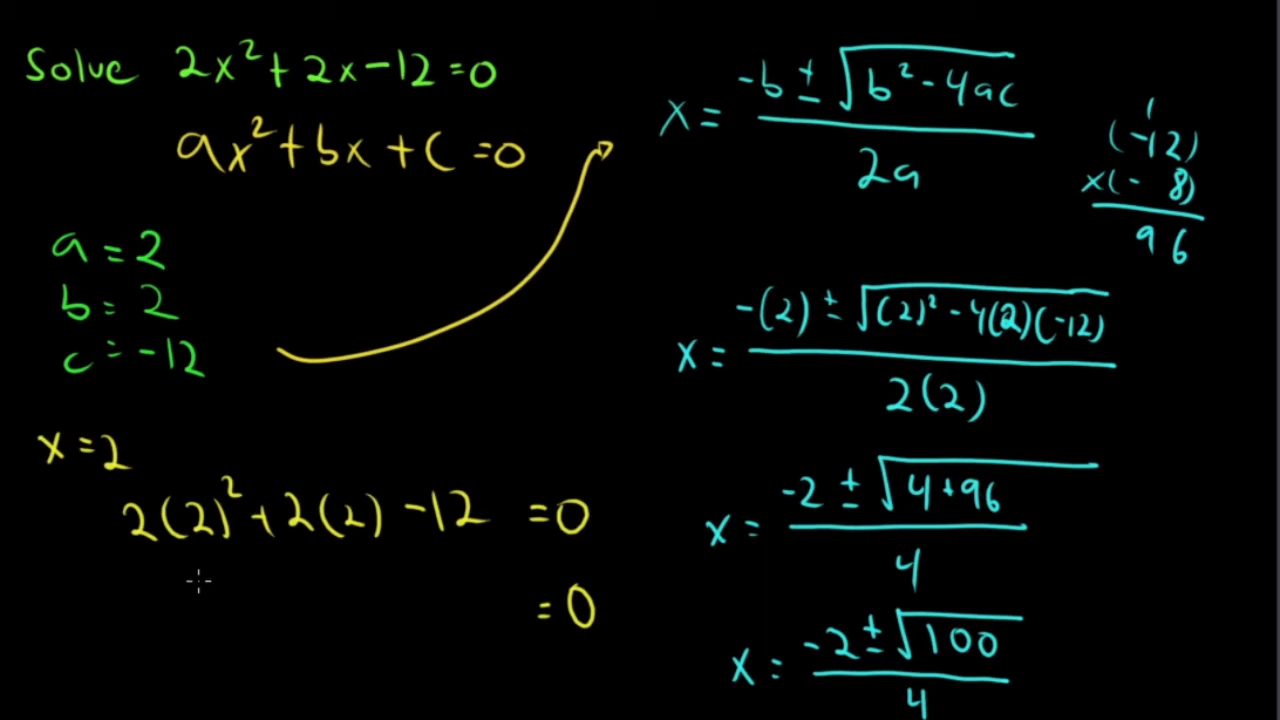 Solve 2x² + 2x - 12 = 0
ax² + bx + c = 0
a = 2
b = 2
c = -12
x = 2
2(2)² + 2(2) - 12 = 0
= 0
x = -b ± √b² - 4ac
2a
1
(-12)
x(- 8)
96
x = -(2) ± √(2)² - 4(2)(-12)
2(2)
x = -2 ± √4+96
4
x = -2 ± √100
4